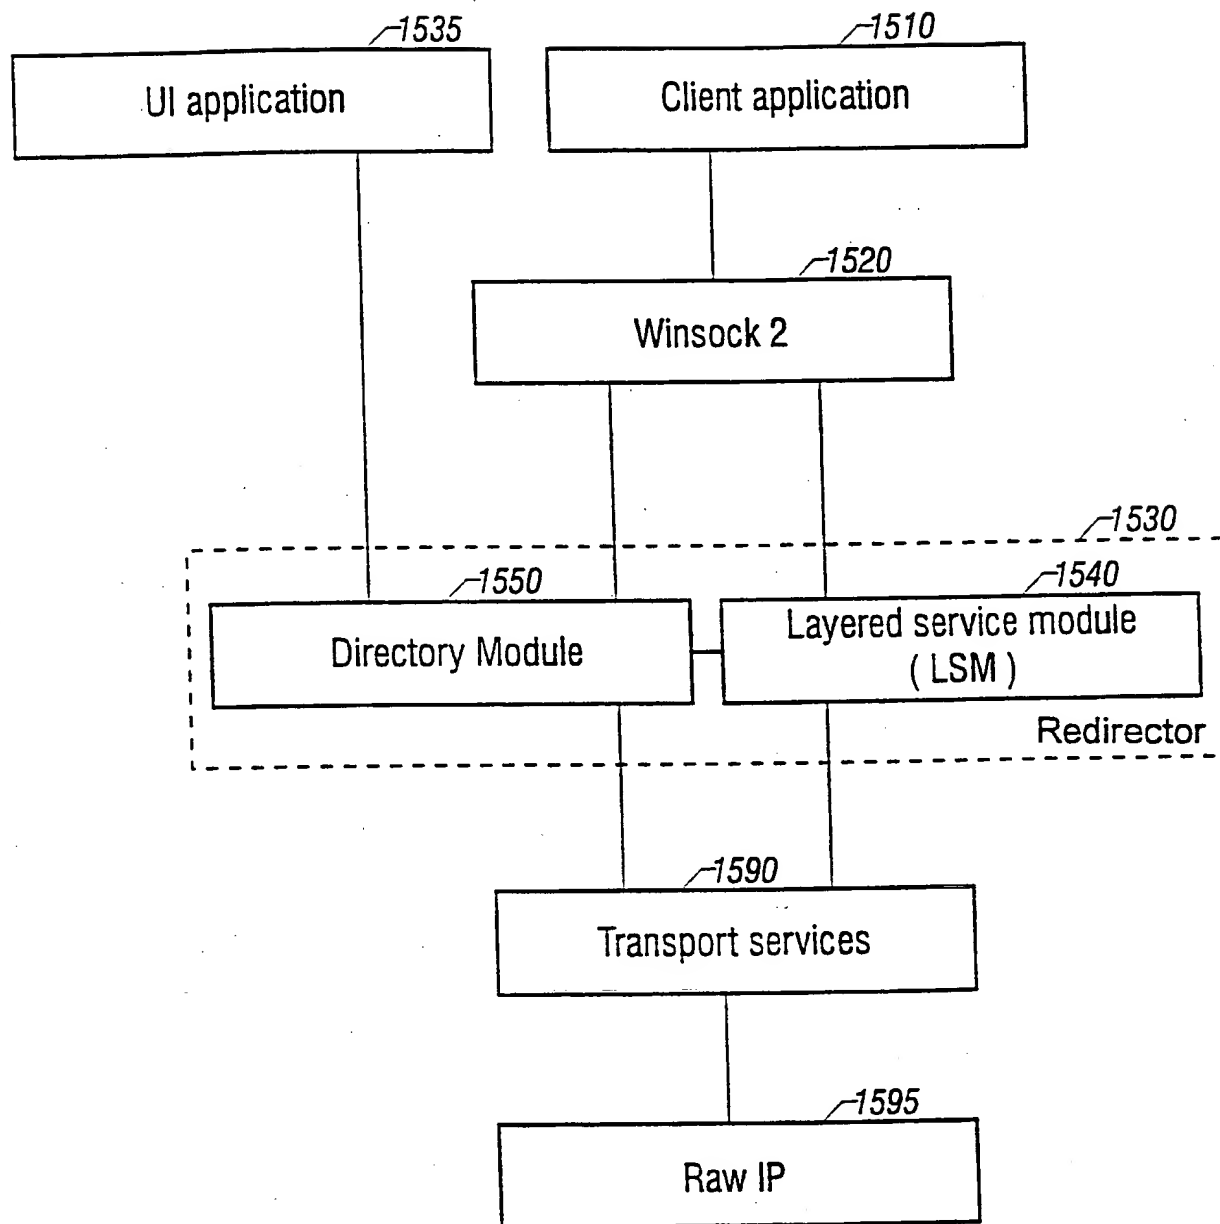 1535
UI application
1510
Client application
1520
Winsock 2
1530
1550
Directory Module
1540
Layered service module
( LSM )
Redirector
1590
Transport services
1595
Raw IP